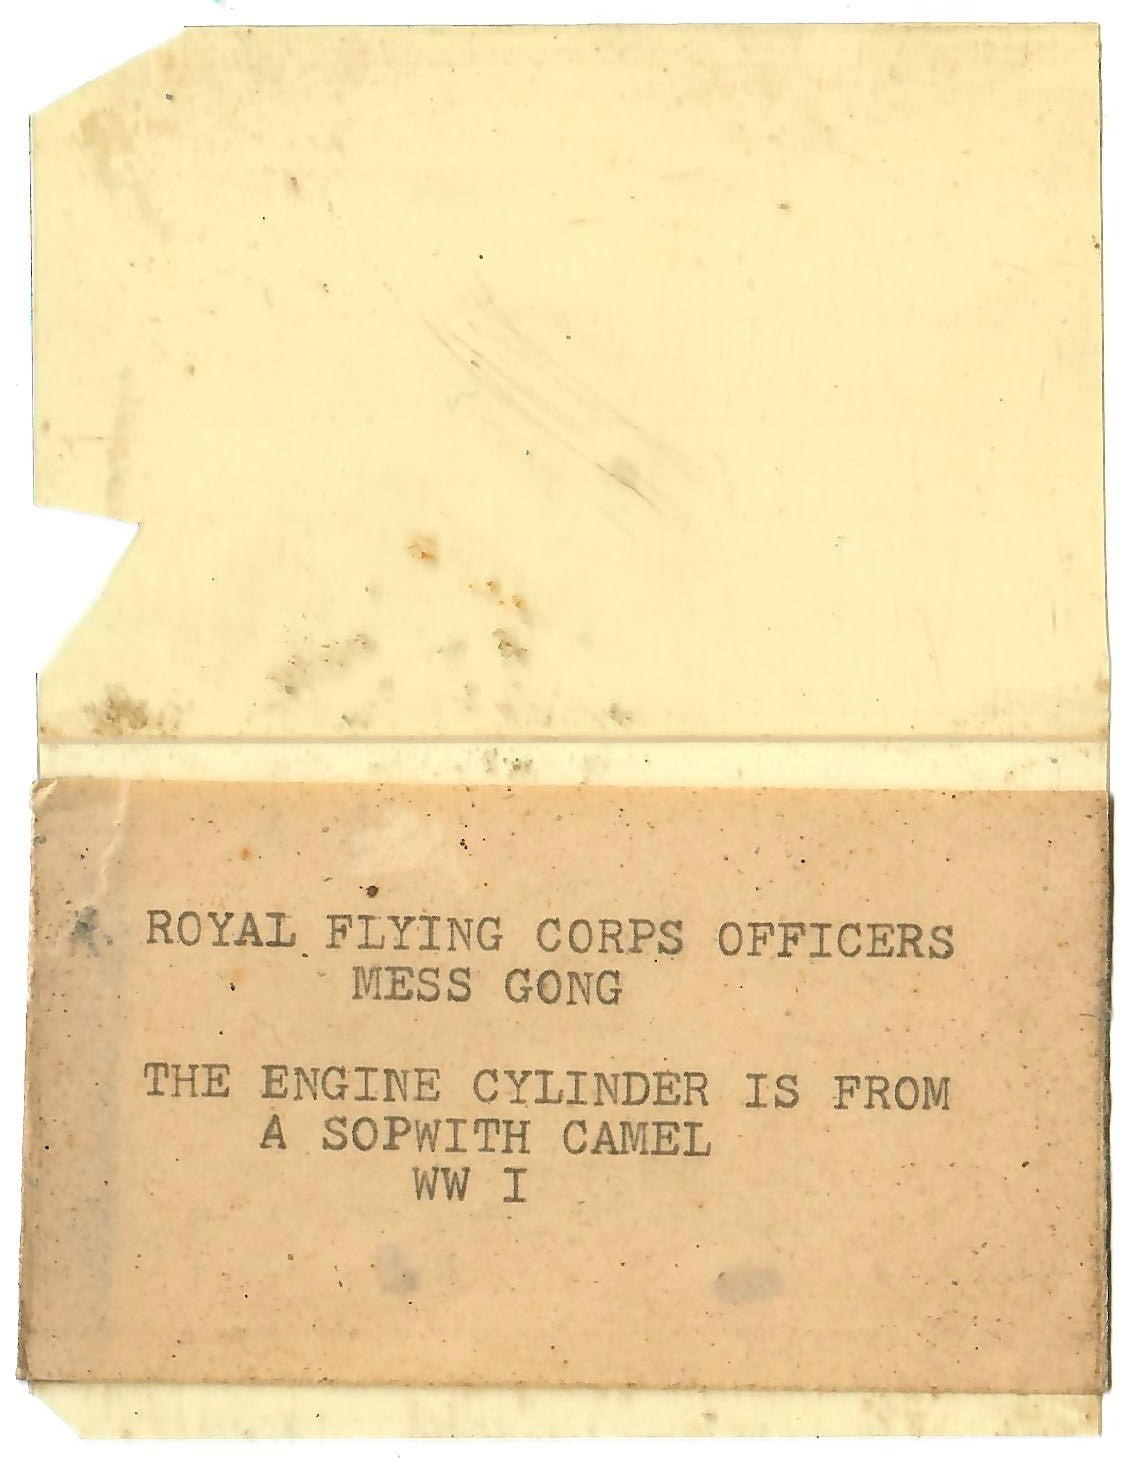 ROYAL FLYING CORPS OFFICERS
MESS GONG
THE ENGINE CYLINDER IS FROM
A SOPWITH CAMEL
WW I